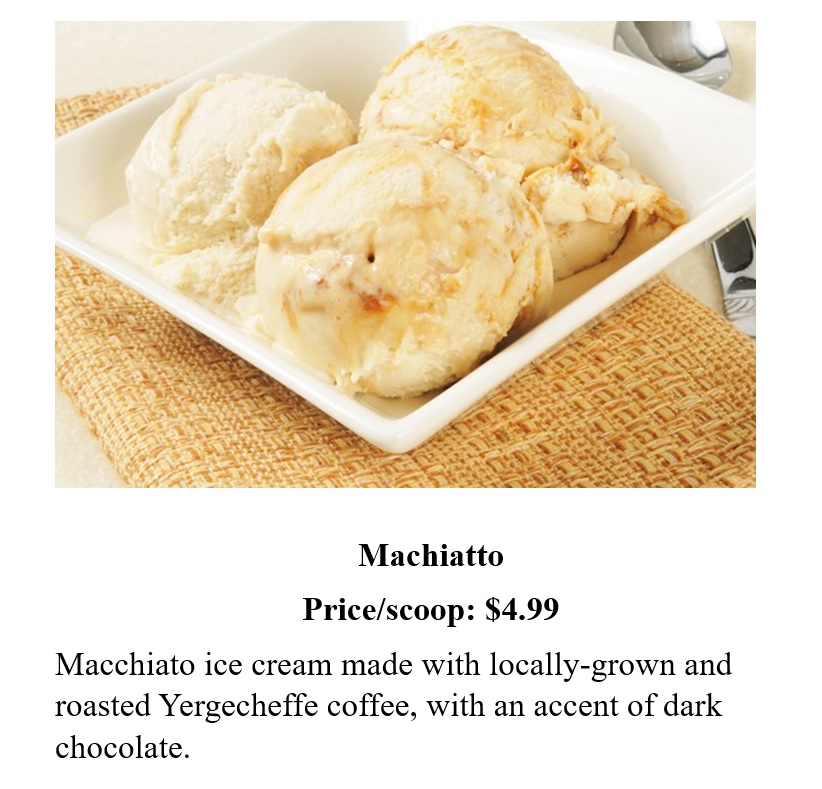 Machiatto
Price/scoop: $4.99
Macchiato ice cream made with locally-grown and
roasted Yergecheffe coffee, with an accent of dark
chocolate.